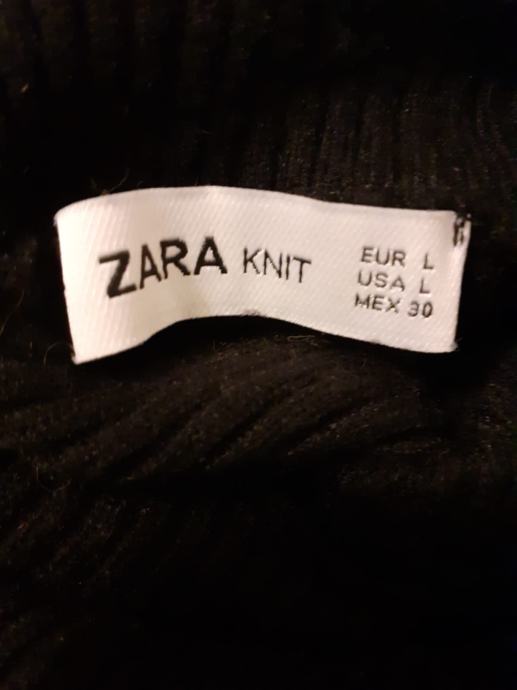 ZARA KNIT
EUR L
USA L
MEX 30